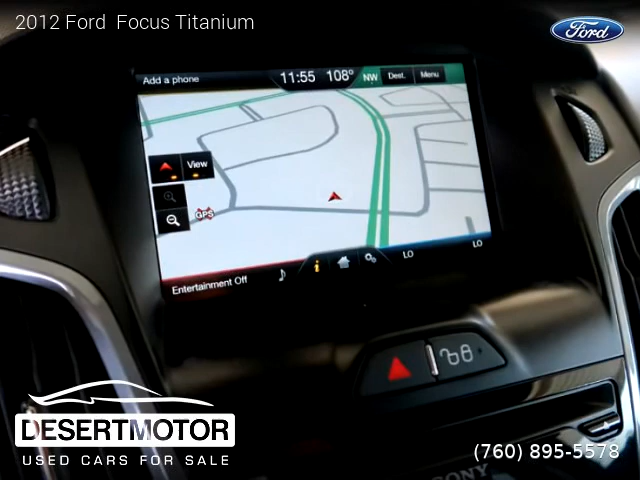 2012 Ford Focus Titanium
Ford
Add a phone 11:55 108° NW Dest. Menu
View
GPS
Entertainment Off i LO LO
DESERTMOTOR
USED CARS FOR SALE
(760) 895-5578
SONY